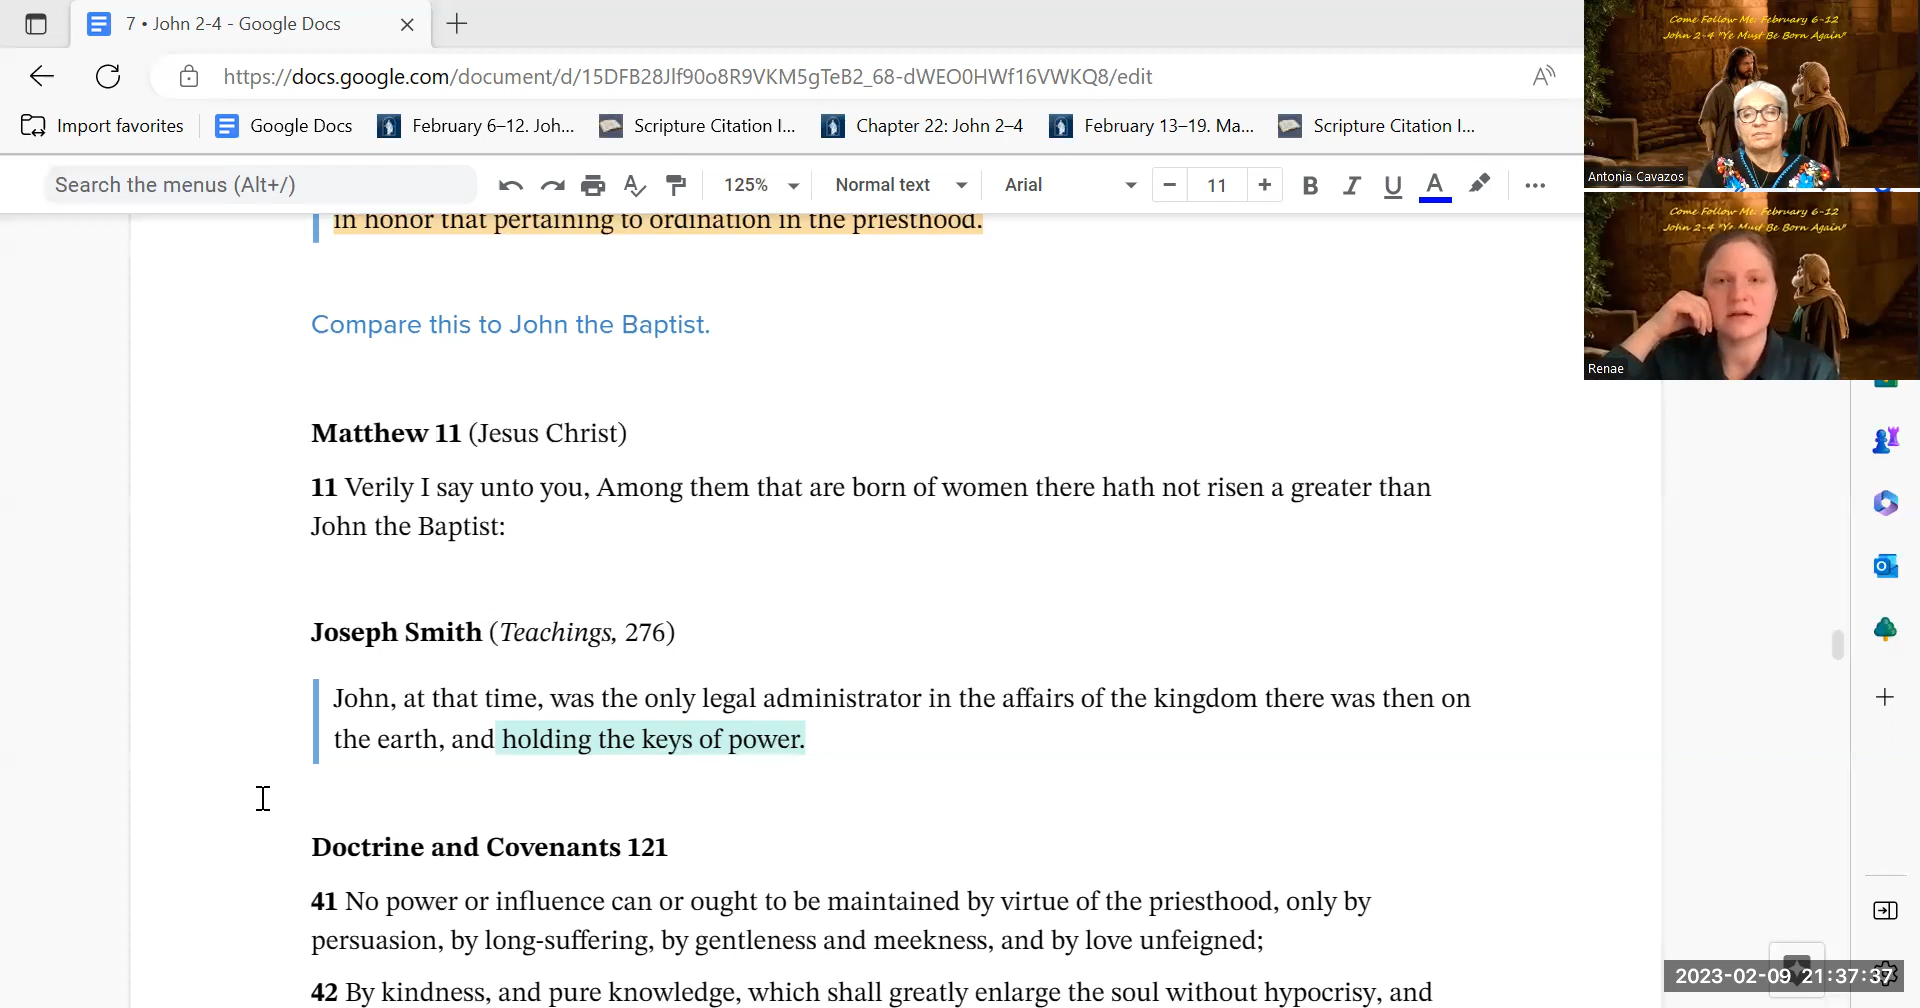 7 • John 2-4 - Google Docs
https://docs.google.com/document/d/15DFB28Jlf90o8R9VKM5gTeB2_68-dWEO0HWf16VWKQ8/edit
Import favorites
Google Docs
February 6–12. Joh...
Scripture Citation I...
Chapter 22: John 2–4
February 13–19. Ma...
Scripture Citation I...
Search the menus (Alt+/)
125%
Normal text
Arial
11
B I U A
in honor that pertaining to ordination in the priesthood.
Compare this to John the Baptist.
Matthew 11 (Jesus Christ)
11 Verily I say unto you, Among them that are born of women there hath not risen a greater than
John the Baptist:
Joseph Smith (Teachings, 276)
John, at that time, was the only legal administrator in the affairs of the kingdom there was then on
the earth, and holding the keys of power.
Doctrine and Covenants 121
41 No power or influence can or ought to be maintained by virtue of the priesthood, only by
persuasion, by long-suffering, by gentleness and meekness, and by love unfeigned;
42 By kindness, and pure knowledge, which shall greatly enlarge the soul without hypocrisy, and
Come Follow Me: February 6-12
John 2-4 "Ye Must Be Born Again"
Antonia Cavazos
Come Follow Me: February 6-12
John 2-4 "Ye Must Be Born Again"
Renae
2023-02-09 21:37:37